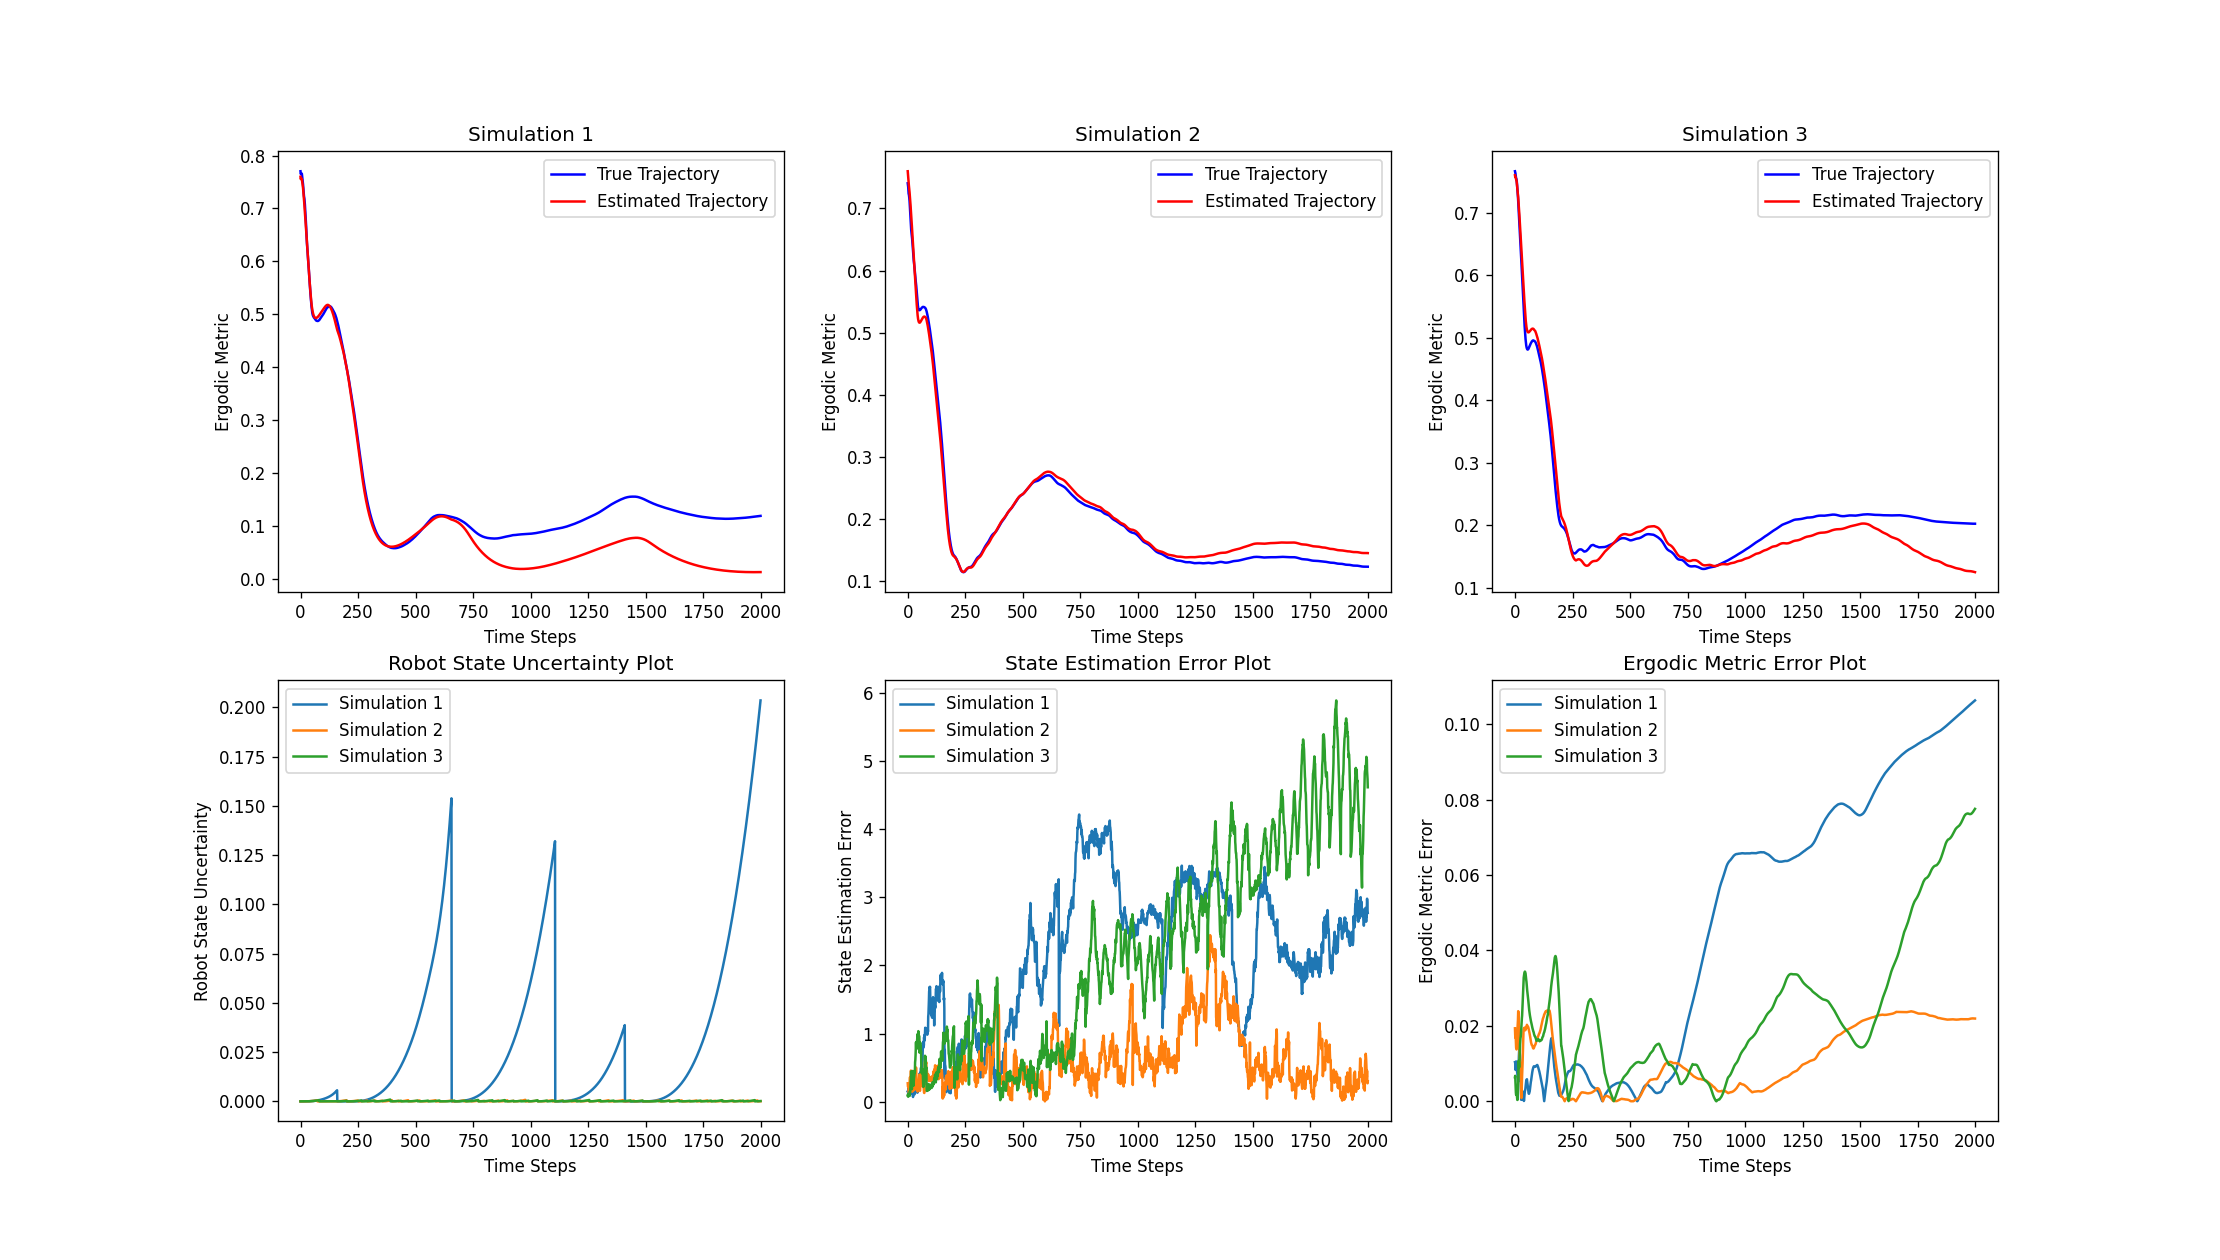 Simulation 1
Ergodic Metric
0.8
0.7
0.6
0.5
0.4
0.3
0.2
0.1
0.0
True Trajectory
Estimated Trajectory
0 250 500 750 1000 1250 1500 1750 2000
Time Steps
Simulation 2
Ergodic Metric
0.7
0.6
0.5
0.4
0.3
0.2
0.1
True Trajectory
Estimated Trajectory
0 250 500 750 1000 1250 1500 1750 2000
Time Steps
Simulation 3
Ergodic Metric
0.7
0.6
0.5
0.4
0.3
0.2
0.1
True Trajectory
Estimated Trajectory
0 250 500 750 1000 1250 1500 1750 2000
Time Steps
Robot State Uncertainty Plot
Robot State Uncertainty
0.200
0.175
0.150
0.125
0.100
0.075
0.050
0.025
0.000
Simulation 1
Simulation 2
Simulation 3
0 250 500 750 1000 1250 1500 1750 2000
Time Steps
State Estimation Error Plot
State Estimation Error
6
5
4
3
2
1
0
Simulation 1
Simulation 2
Simulation 3
0 250 500 750 1000 1250 1500 1750 2000
Time Steps
Ergodic Metric Error Plot
Ergodic Metric Error
0.10
0.08
0.06
0.04
0.02
0.00
Simulation 1
Simulation 2
Simulation 3
0 250 500 750 1000 1250 1500 1750 2000
Time Steps